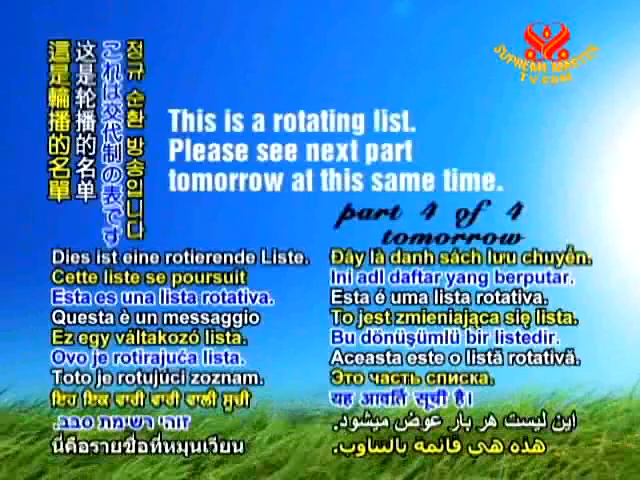 SUPREME MASTER
TV.com
這是輪播的名單
这是轮播的名单
これは交代制の表です
정규 순환 방송입니다
This is a rotating list.
Please see next part
tomorrow at this same time.
part 4 of 4
tomorrow
Dies ist eine rotierende Liste.
Cette liste se poursuit
Esta es una lista rotativa.
Questa è un messaggio
Ez egy váltakozó lista.
Ovo je rotirajuća lista.
Toto je rotujúci zoznam.
ਇਹ ਇਕ ਵਾਰੀ ਵਾਰੀ ਵਾਲੀ ਸੂਚੀ
זוהי רשימת סבב.
นี่คือรายชื่อที่หมุนเวียน
Đây là danh sách lưu chuyển.
Ini adl daftar yang berputar.
Esta é uma lista rotativa.
To jest zmieniająca się lista.
Bu dönüşümlü bir listedir.
Aceasta este o listă rotativă.
Это часть списка.
यह आवर्ति सूची है।
این لیست هر بار عوض میشود.
هذه هي قائمة بالتناوب.